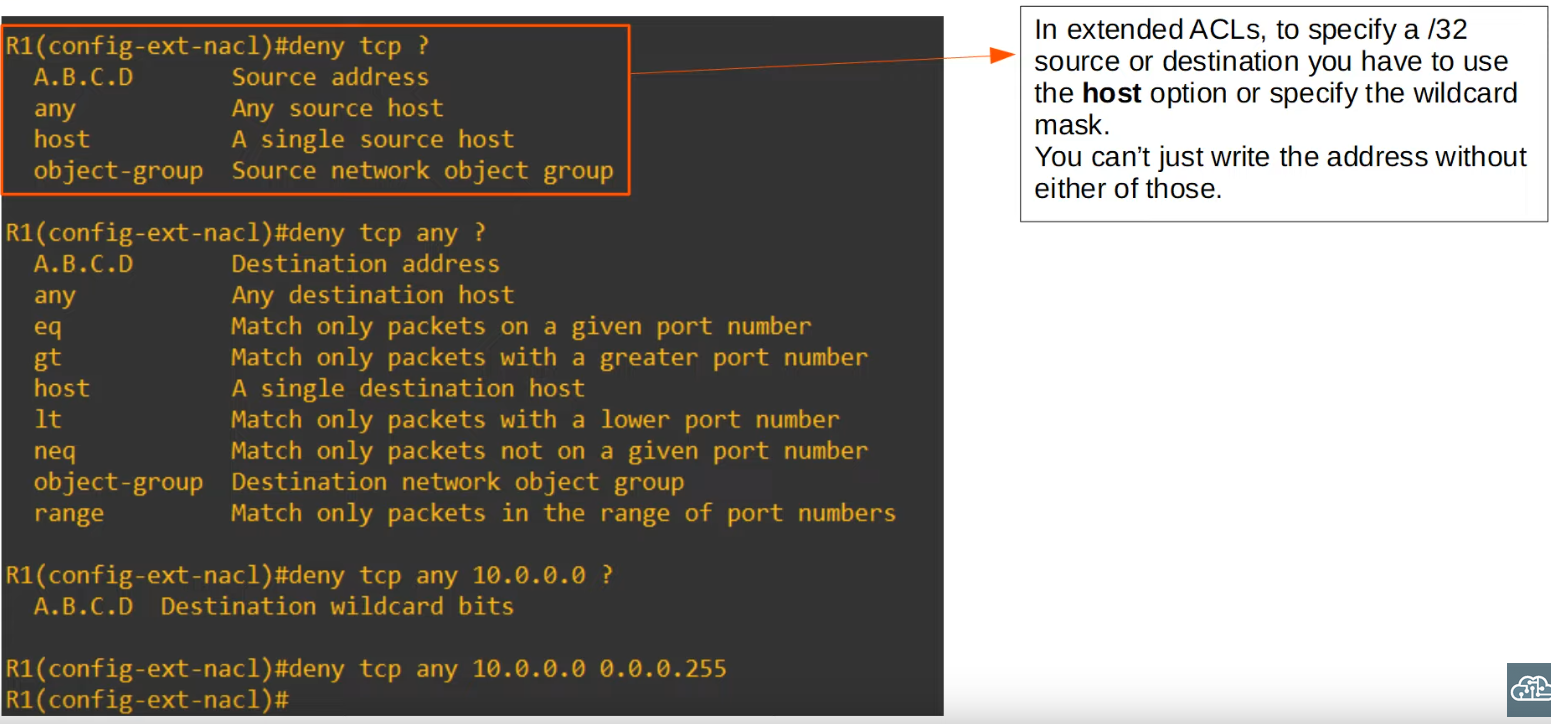 R1(config-ext-nacl)#deny tcp ?
A.B.C.D Source address
any Any source host
host A single source host
object-group Source network object group
R1(config-ext-nacl)#deny tcp any ?
A.B.C.D Destination address
any Any destination host
eq Match only packets on a given port number
gt Match only packets with a greater port number
host A single destination host
lt Match only packets with a lower port number
neq Match only packets not on a given port number
object-group Destination network object group
range Match only packets in the range of port numbers
R1(config-ext-nacl)#deny tcp any 10.0.0.0 ?
A.B.C.D Destination wildcard bits
R1(config-ext-nacl)#deny tcp any 10.0.0.0 0.0.0.255
R1(config-ext-nacl)#
In extended ACLs, to specify a /32
source or destination you have to use
the host option or specify the wildcard
mask.
You can’t just write the address without
either of those.